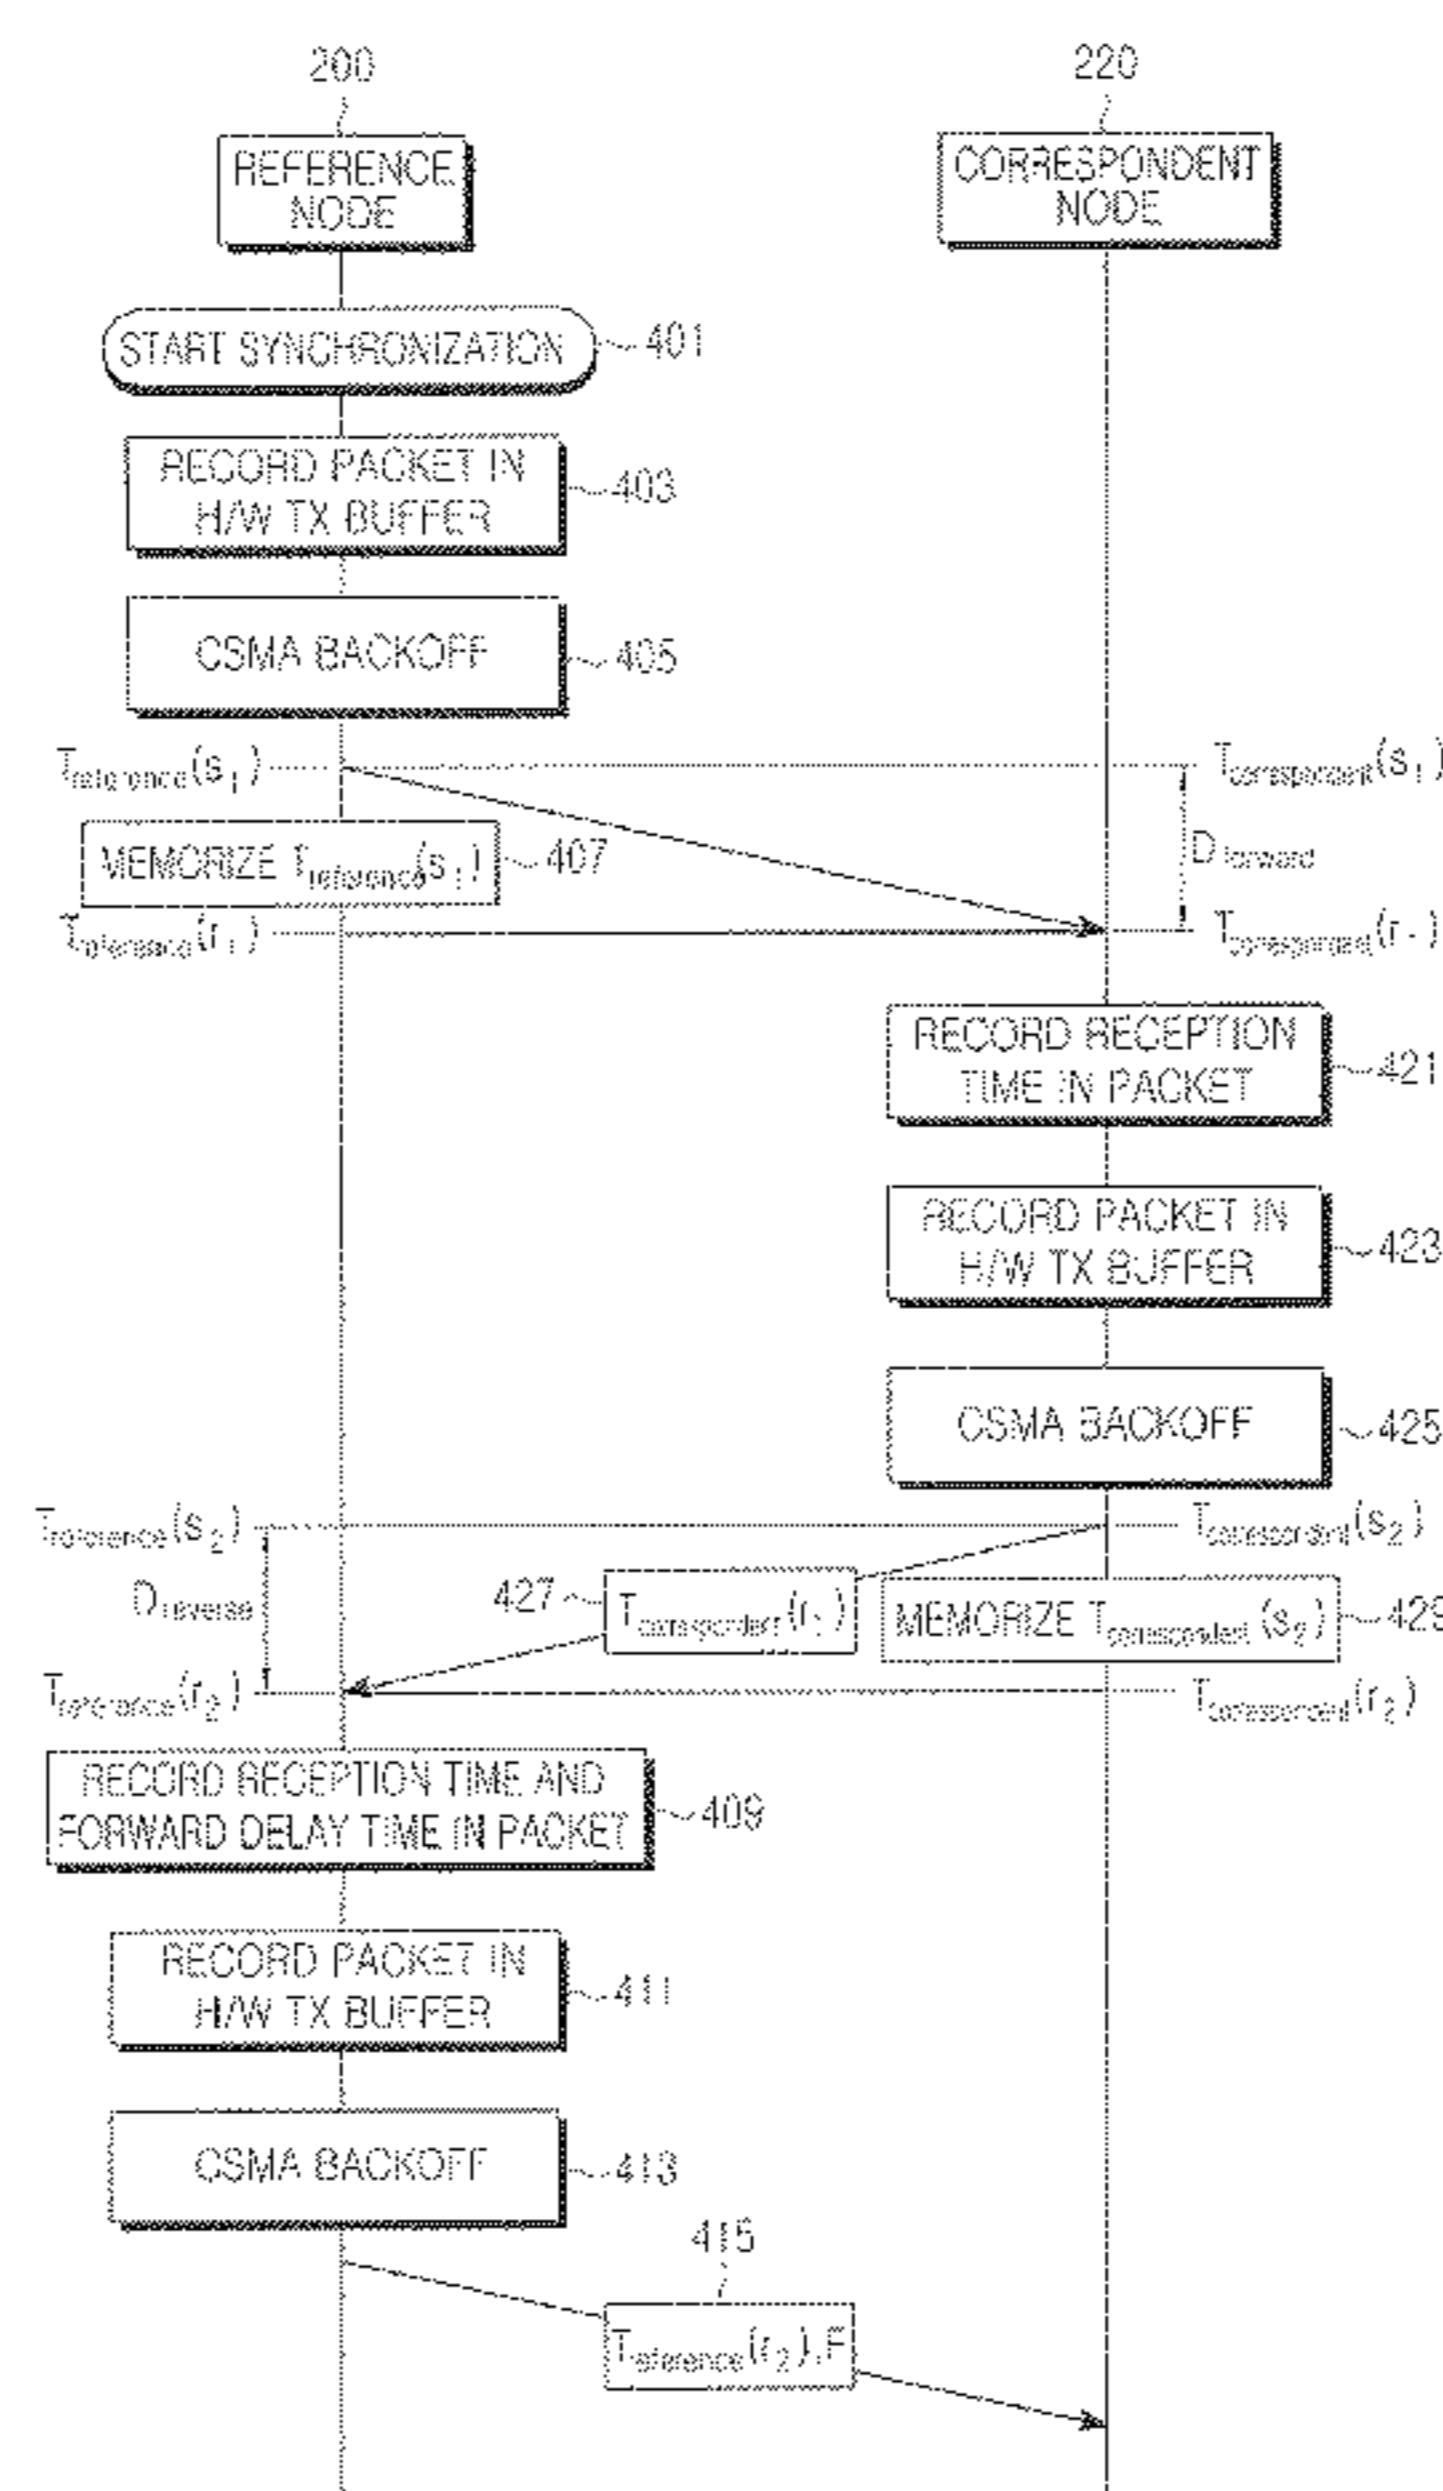 200
220
REFERENCE
NODE
CORRESPONDENT
NODE
START SYNCHRONIZATION
401
RECORD PACKET IN
H/W TX BUFFER
403
CSMA BACKOFF
405
Treference(s1)
Tcorrespondent(s1)
MEMORIZE Treference(s1)
407
Dforward
Treference(r1)
Tcorrespondent(r1)
RECORD RECEPTION
TIME IN PACKET
421
RECORD PACKET IN
H/W TX BUFFER
423
CSMA BACKOFF
425
Treference(s2)
Tcorrespondent(s2)
Dreverse
427
Tcorrespondent(r1)
MEMORIZE Tcorrespondent(s2)
Treference(r2)
Tcorrespondent(r2)
RECORD RECEPTION TIME AND
FORWARD DELAY TIME IN PACKET
409
RECORD PACKET IN
H/W TX BUFFER
411
CSMA BACKOFF
413
415
Treference(r2),F